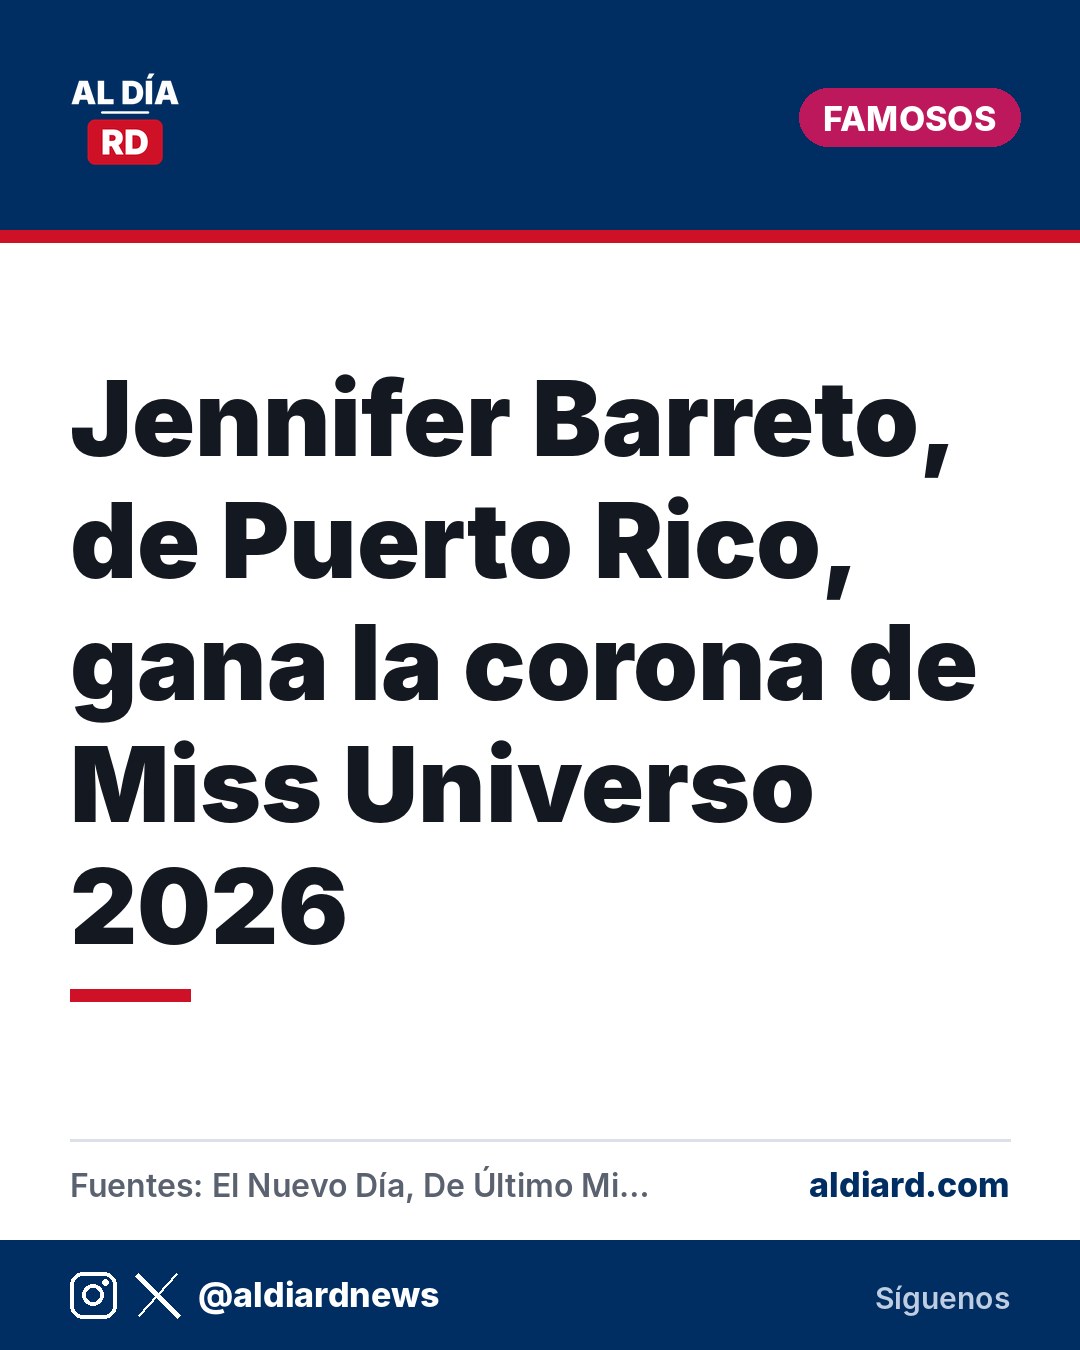 AL DÍA
RD
FAMOSOS
Jennifer Barreto,
de Puerto Rico,
gana la corona de
Miss Universo
2026
Fuentes: El Nuevo Día, De Último Mi...
aldiard.com
@aldiardnews
Síguenos